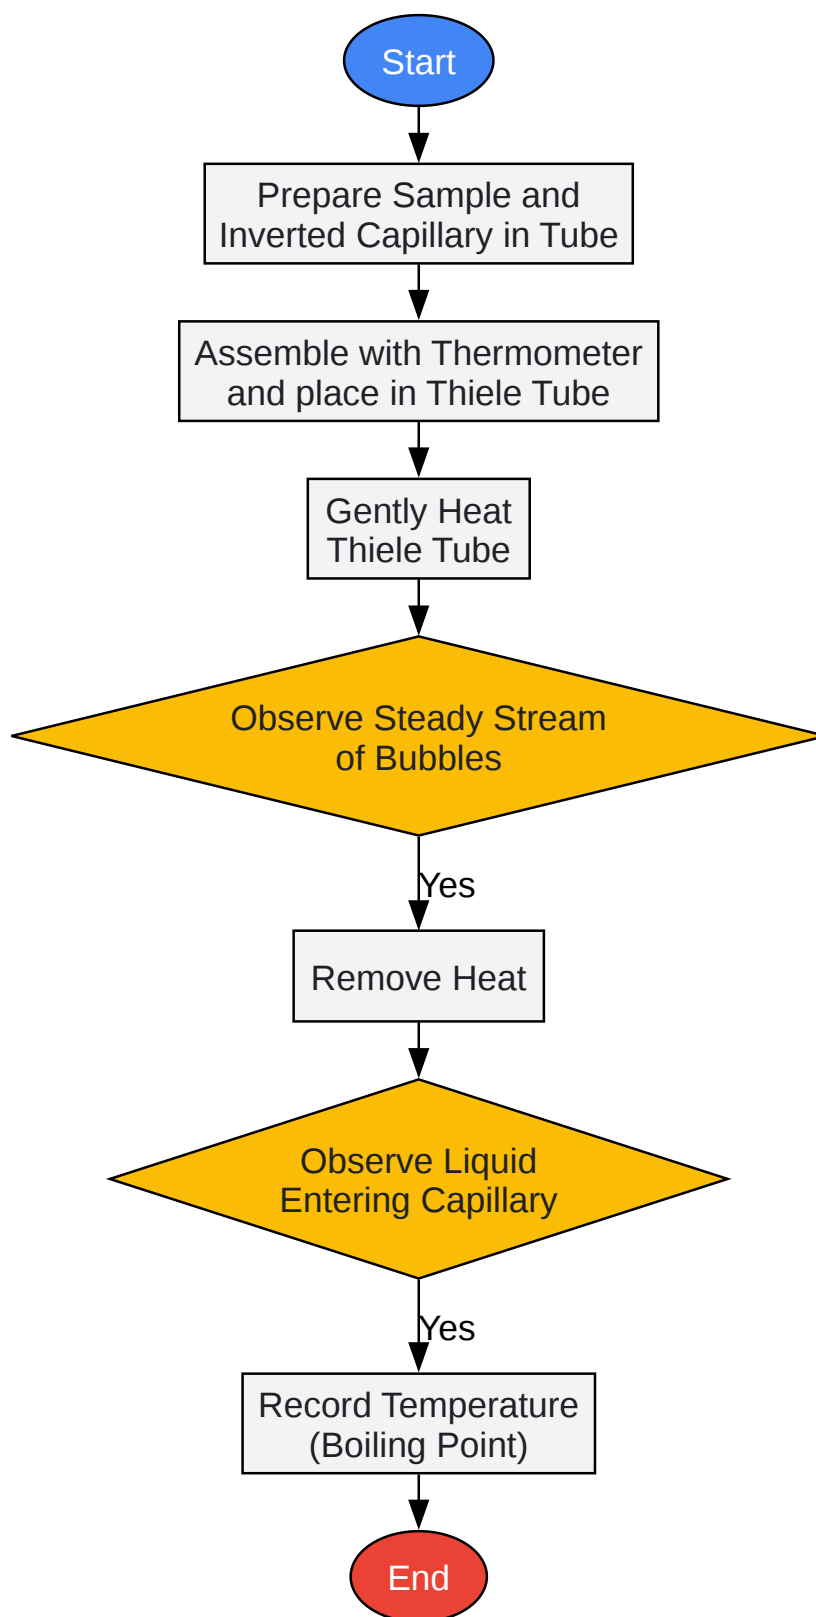 Start
Prepare Sample and
Inverted Capillary in Tube
Assemble with Thermometer
and place in Thiele Tube
Gently Heat
Thiele Tube
Observe Steady Stream
of Bubbles
Yes
Remove Heat
Observe Liquid
Entering Capillary
Yes
Record Temperature
(Boiling Point)
End